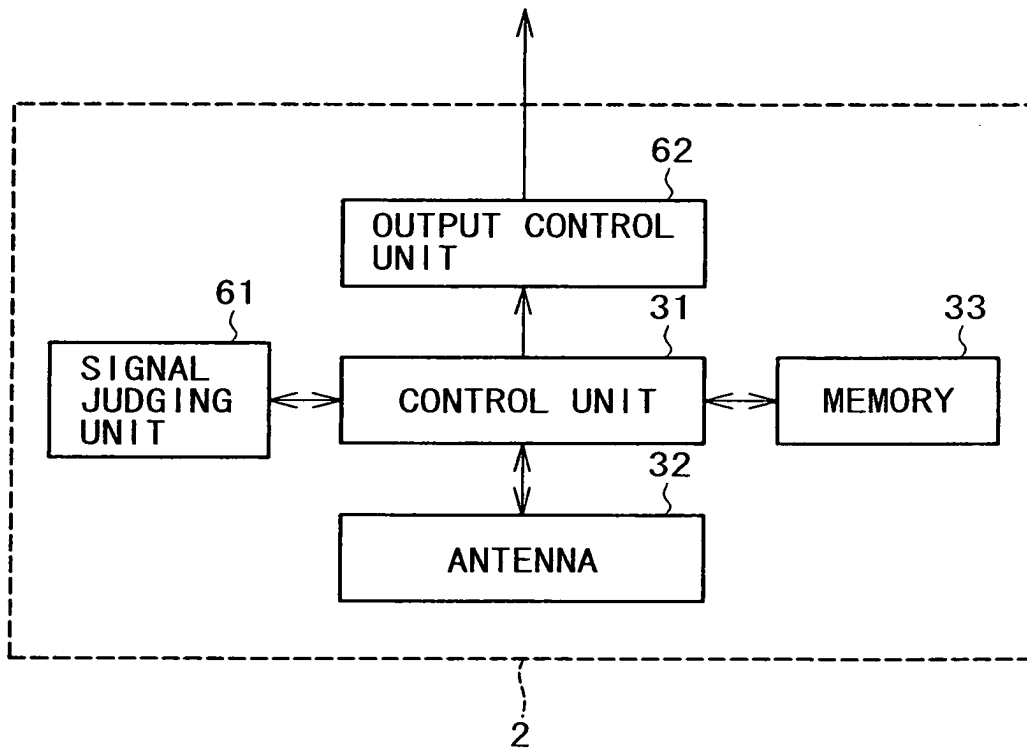 62
OUTPUT CONTROL
UNIT
61
SIGNAL
JUDGING
UNIT
31
CONTROL UNIT
33
MEMORY
32
ANTENNA
2